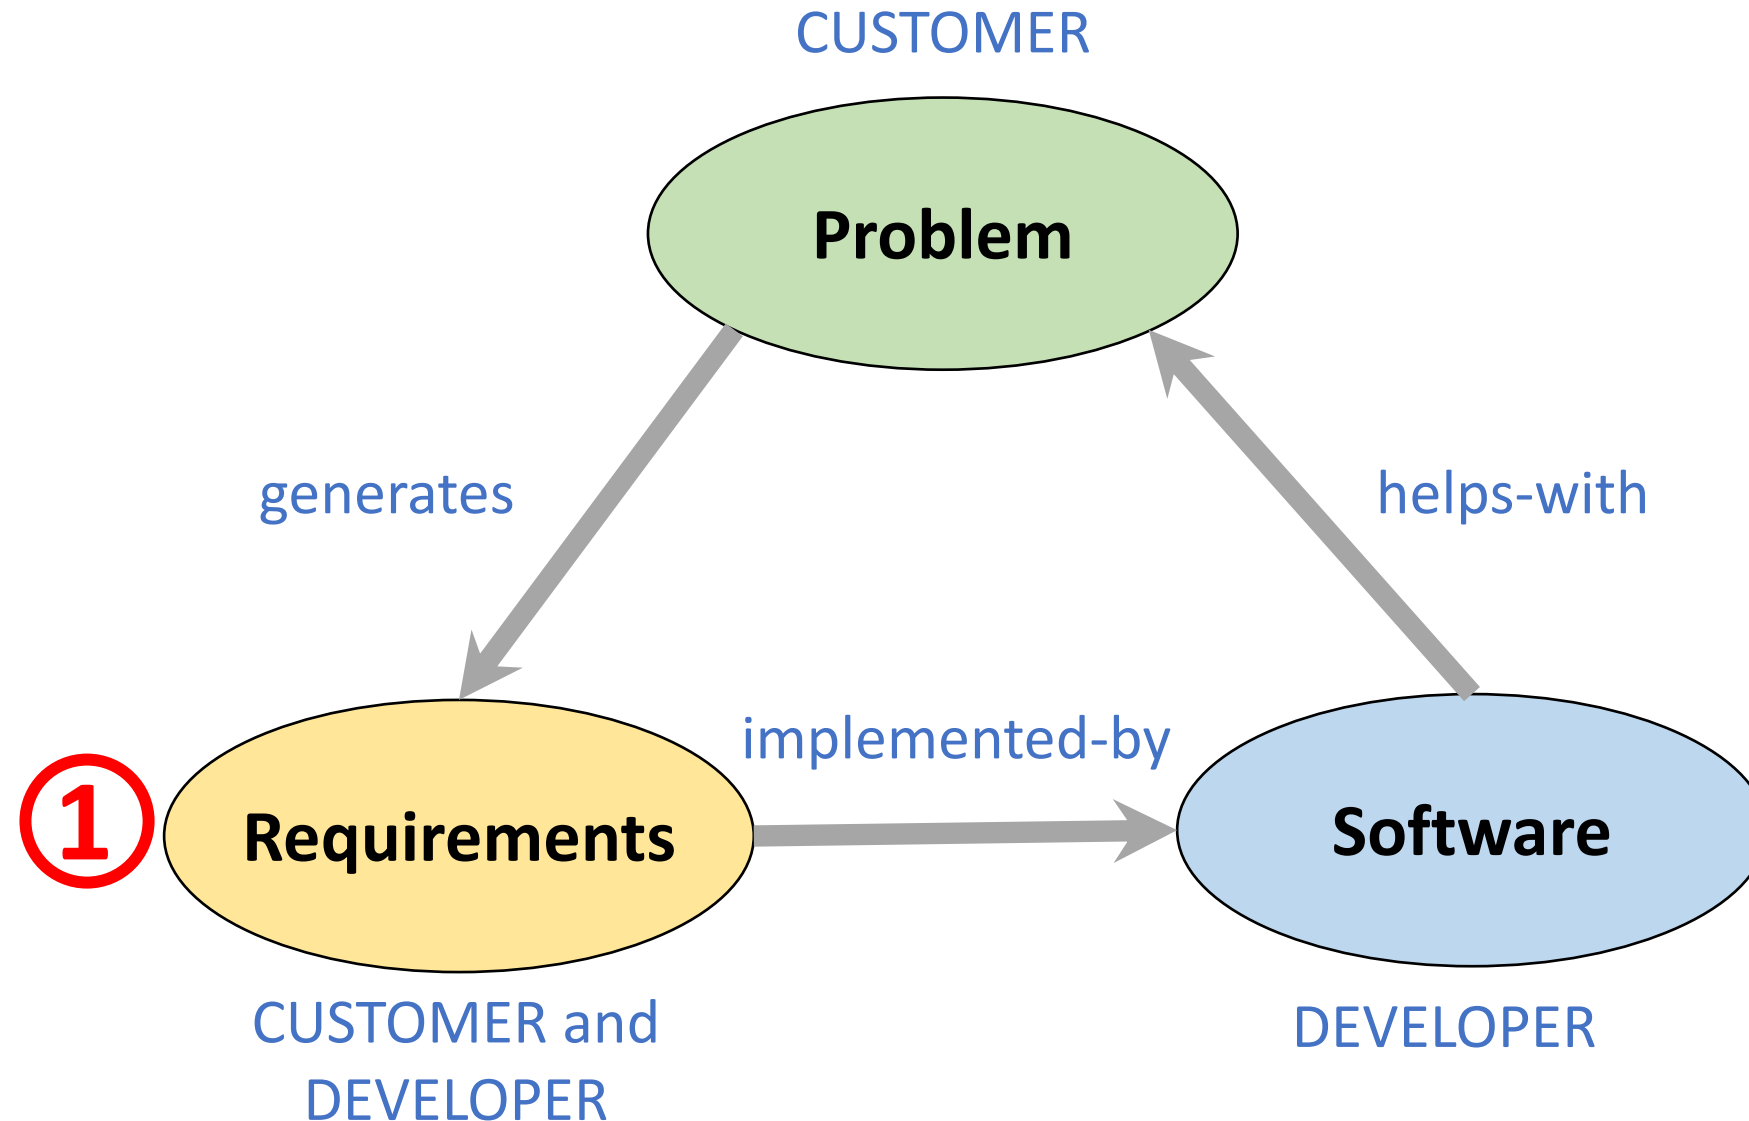 CUSTOMER
Problem
generates
helps-with
implemented-by
1
Requirements
Software
CUSTOMER and
DEVELOPER
DEVELOPER